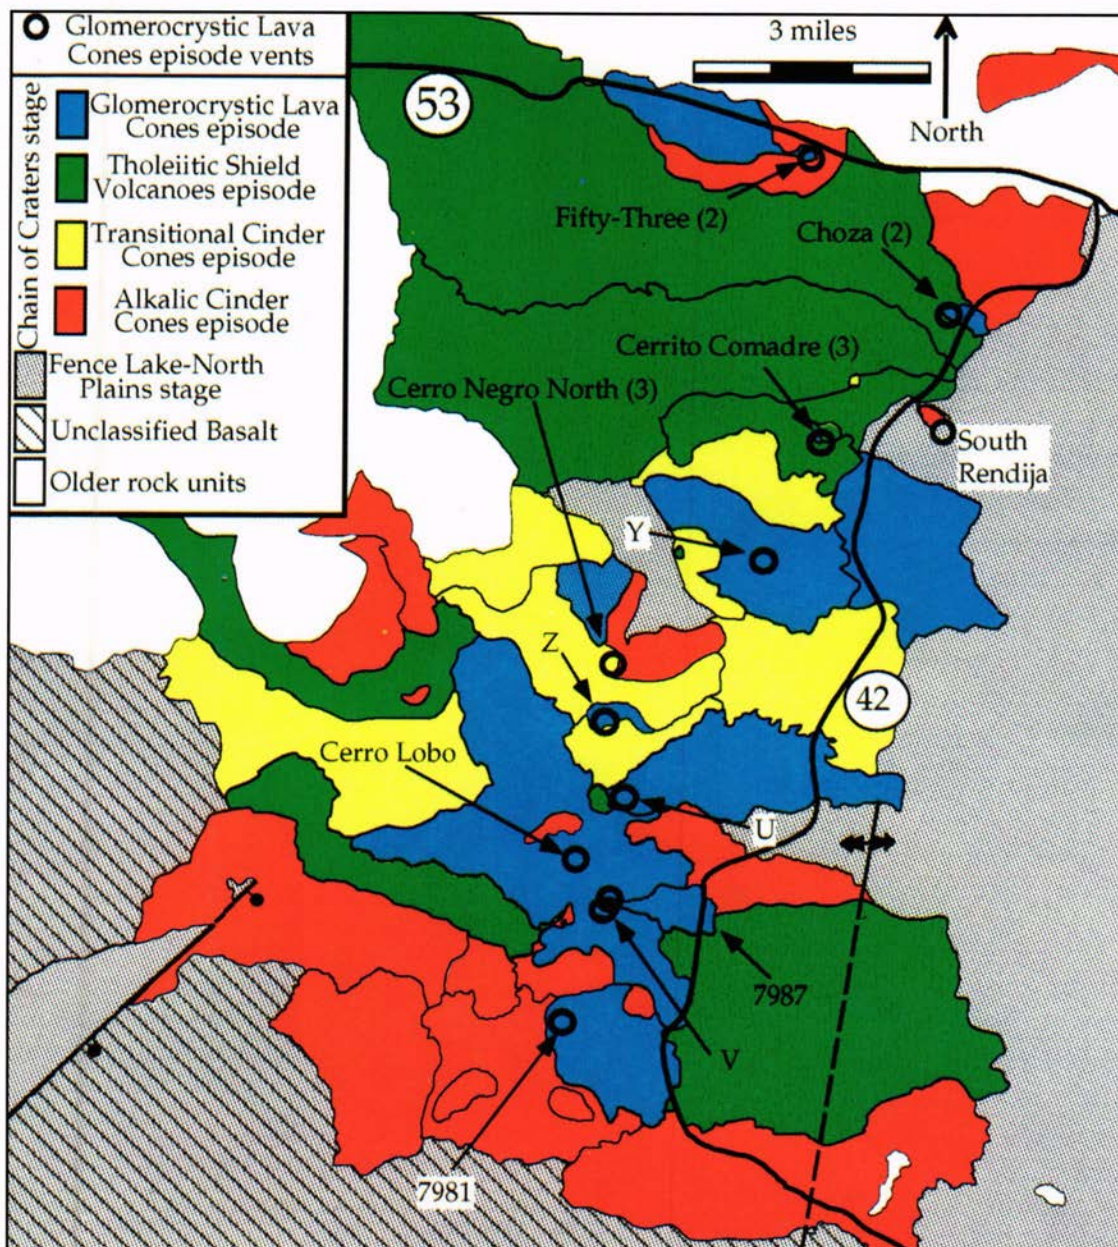 Glomerocrystic Lava
Cones episode vents
Chain of Craters stage
Glomerocrystic Lava
Cones episode
Tholeiitic Shield
Volcanoes episode
Transitional Cinder
Cones episode
Alkalic Cinder
Cones episode
Fence Lake-North
Plains stage
Unclassified Basalt
Older rock units
3 miles
North
53
Fifty-Three (2)
Choza (2)
Cerrito Comadre (3)
Cerro Negro North (3)
South
Rendija
Y
Z
42
Cerro Lobo
U
7987
V
7981